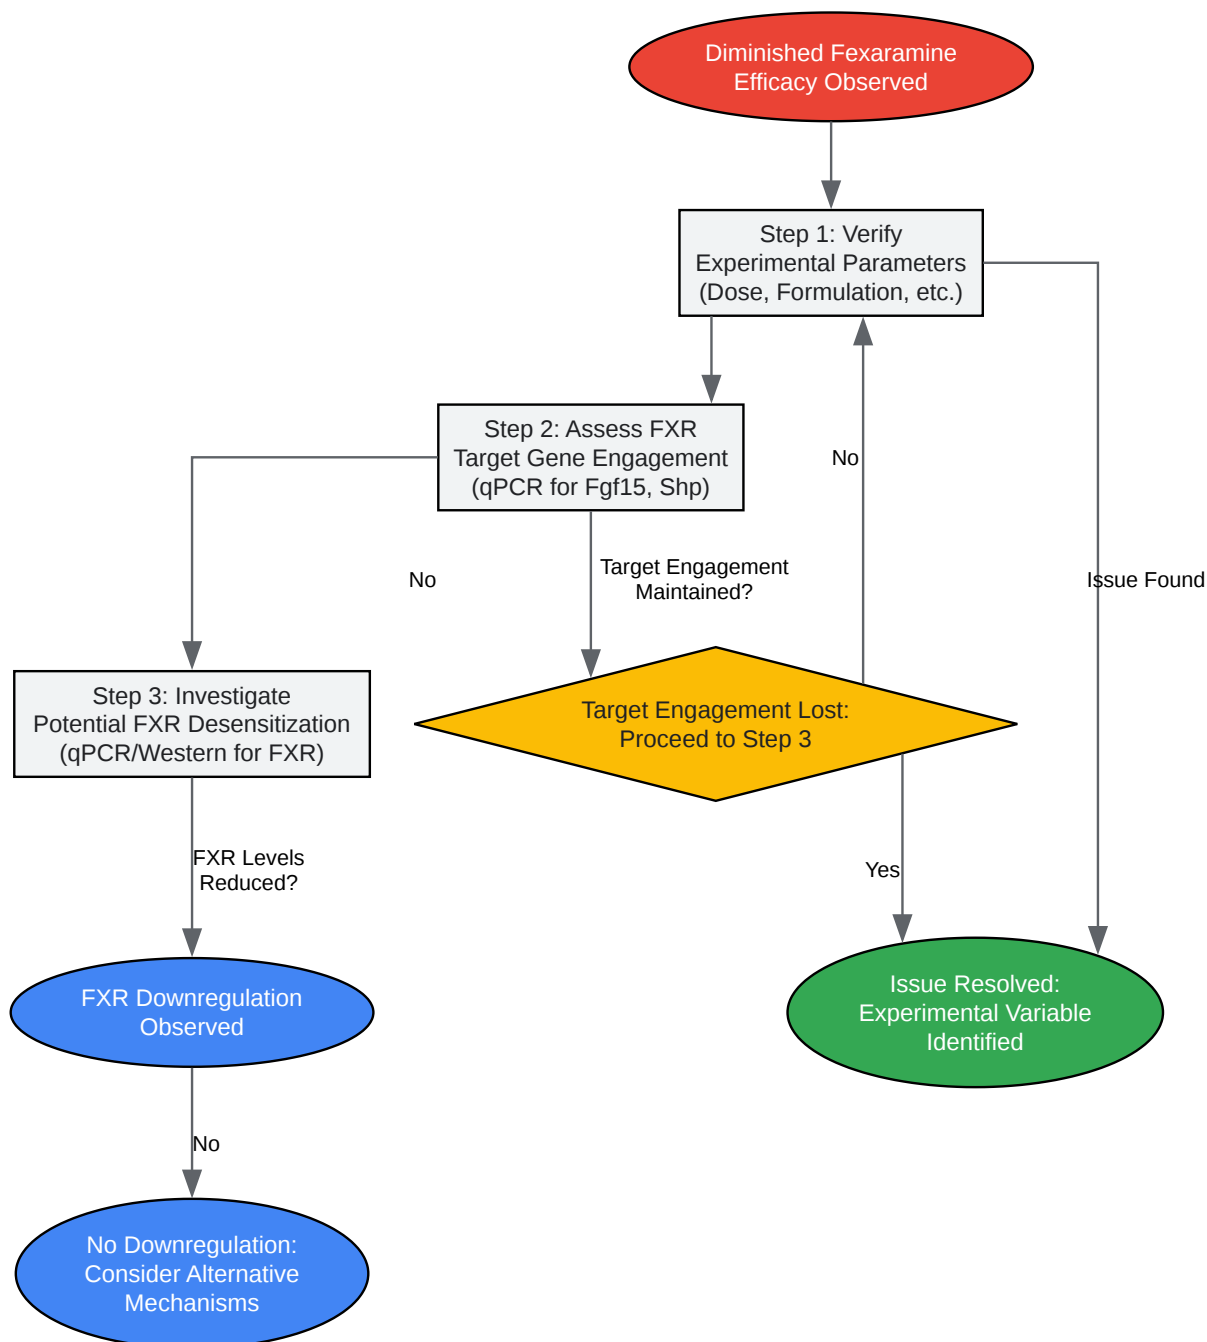 Diminished Fexaramine
Efficacy Observed
Step 1: Verify
Experimental Parameters
(Dose, Formulation, etc.)
Step 2: Assess FXR
Target Gene Engagement
(qPCR for Fgf15, Shp)
No
No
Target Engagement
Maintained?
Issue Found
Step 3: Investigate
Potential FXR Desensitization
(qPCR/Western for FXR)
Target Engagement Lost:
Proceed to Step 3
FXR Levels
Reduced?
Yes
FXR Downregulation
Observed
Issue Resolved:
Experimental Variable
Identified
No
No Downregulation:
Consider Alternative
Mechanisms